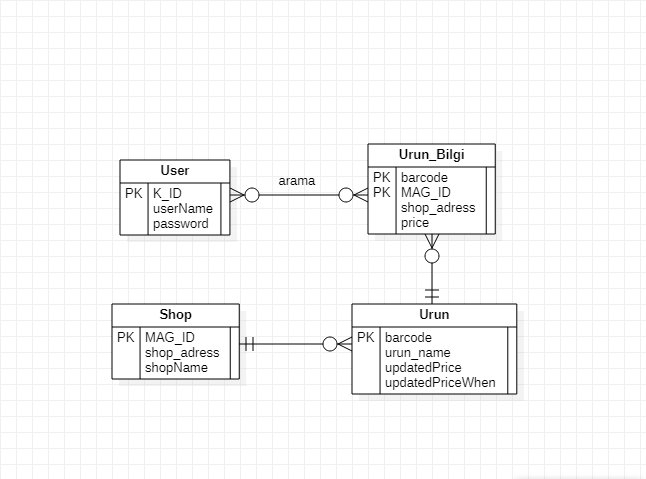 User
PK K_ID
userName
password
arama
Urun_Bilgi
PK barcode
PK MAG_ID
shop_adress
price
Shop
PK MAG_ID
shop_adress
shopName
Urun
PK barcode
urun_name
updatedPrice
updatedPriceWhen